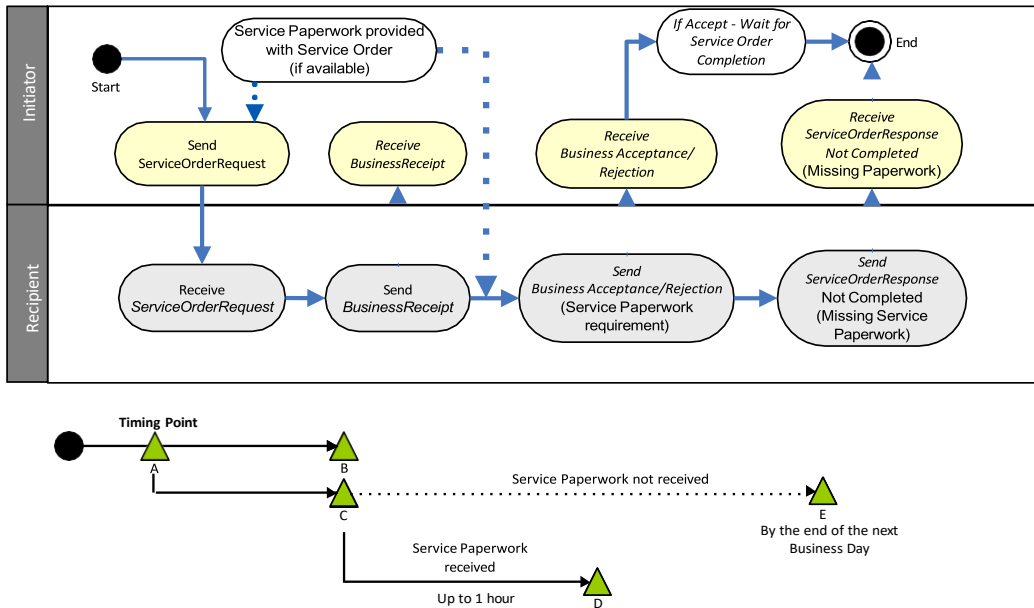 Initiator
Start
Service Paperwork provided
with Service Order
(if available)
If Accept - Wait for
Service Order
Completion
End
Send
ServiceOrderRequest
Receive
BusinessReceipt
Receive
Business Acceptance/
Rejection
Receive
ServiceOrderResponse
Not Completed
(Missing Paperwork)
Recipient
Receive
ServiceOrderRequest
Send
BusinessReceipt
Send
Business Acceptance/Rejection
(Service Paperwork
requirement)
Send
ServiceOrderResponse
Not Completed
(Missing Service
Paperwork)
Timing Point
A
B
C
Service Paperwork not received
E
By the end of the next
Business Day
Service Paperwork
received
Up to 1 hour
D